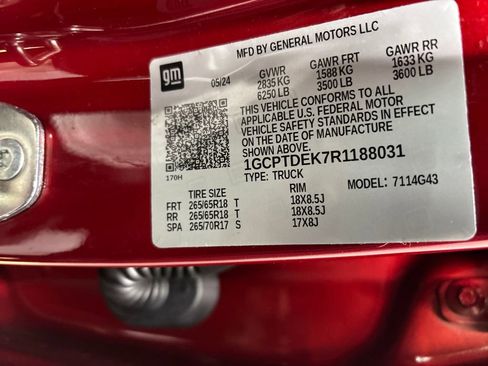 MFD BY GENERAL MOTORS LLC
gm
05/24 GVWR GAWR FRT GAWR RR
2835 KG 1588 KG 1633 KG
6250 LB 3500 LB 3600 LB
THIS VEHICLE CONFORMS TO ALL
APPLICABLE U.S. FEDERAL MOTOR
VEHICLE SAFETY STANDARDS IN EFFECT
ON THE DATE OF MANUFACTURE
SHOWN ABOVE.
1GCPTDEK7R1188031
170H TYPE: TRUCK MODEL: 7114G43
TIRE SIZE RIM
FRT 265/65R18 T 18X8.5J
RR 265/65R18 T 18X8.5J
SPA 265/70R17 S 17X8J